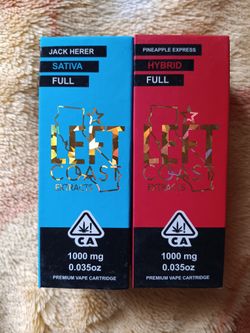 JACK HERER
SATIVA
FULL
LEFT
COAST
EXTRACTS
CA
1000 mg
0.035oz
PREMIUM VAPE CARTRIDGE
PINEAPPLE EXPRESS
HYBRID
FULL
LEFT
COAST
EXTRACTS
CA
1000 mg
0.035oz
PREMIUM VAPE CARTRIDGE